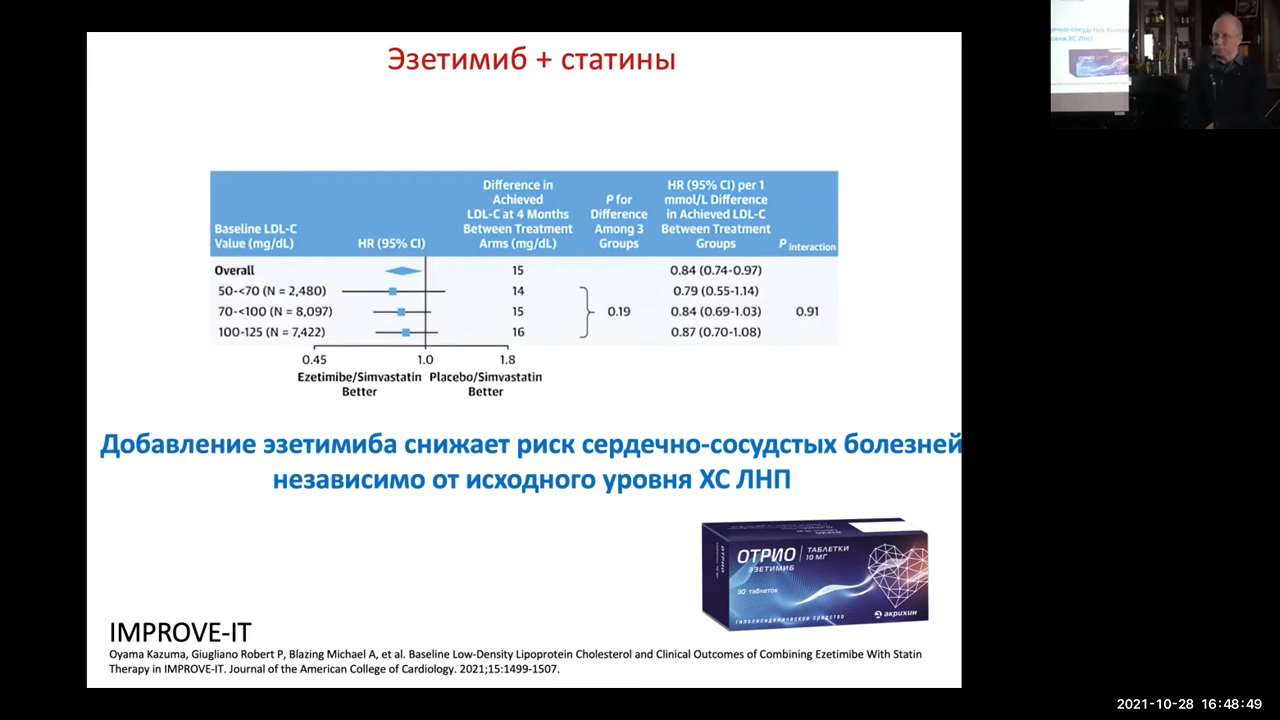 Эзетимиб + статины
Baseline LDL-C
Value (mg/dL)
HR (95% CI)
Difference in
Achieved
LDL-C at 4 Months
Between Treatment
Arms (mg/dL)
P for
Difference
Among 3
Groups
HR (95% CI) per 1
mmol/L Difference
in Achieved LDL-C
Between Treatment
Groups
P interaction
Overall 15 0.84 (0.74-0.97)
50-<70 (N = 2,480) 14 0.79 (0.55-1.14)
70-<100 (N = 8,097) 15 0.19 0.84 (0.69-1.03) 0.91
100-125 (N = 7,422) 16 0.87 (0.70-1.08)
0.45 1.0 1.8
Ezetimibe/Simvastatin
Better
Placebo/Simvastatin
Better
Добавление эзетимиба снижает риск сердечно-сосудстых болезней
независимо от исходного уровня ХС ЛНП
ОТРИО
ЭЗЕТИМИБ
ТАБЛЕТКИ
10 МГ
30 таблеток
гиполипидемическое средство
акрихин
ОТРИО
IMPROVE-IT
Oyama Kazuma, Giugliano Robert P, Blazing Michael A, et al. Baseline Low-Density Lipoprotein Cholesterol and Clinical Outcomes of Combining Ezetimibe With Statin
Therapy in IMPROVE-IT. Journal of the American College of Cardiology. 2021;15:1499-1507.
2021-10-28 16:48:49